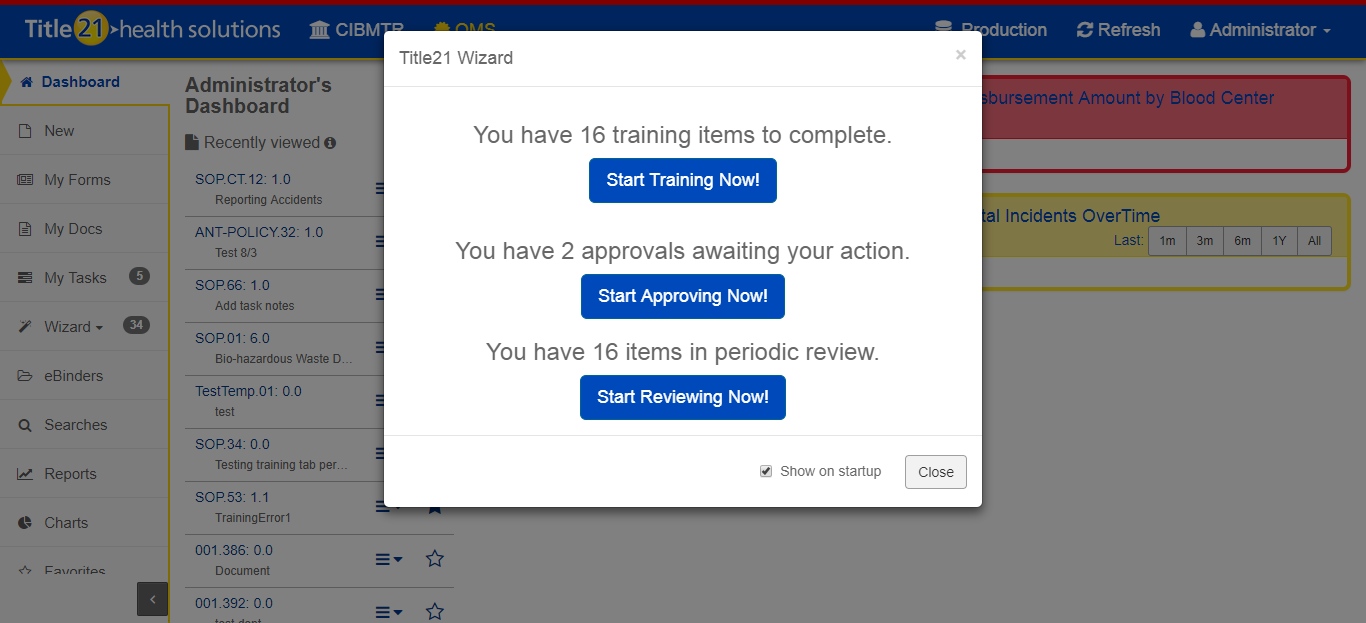 Title21 health solutions
CIBMTR
QMS
Production
Refresh
Administrator
Dashboard
New
My Forms
My Docs
My Tasks 5
Wizard 34
eBinders
Searches
Reports
Charts
Favorites
Administrator's
Dashboard
Recently viewed
SOP.CT.12: 1.0
Reporting Accidents
ANT-POLICY.32: 1.0
Test 8/3
SOP.66: 1.0
Add task notes
SOP.01: 6.0
Bio-hazardous Waste D...
TestTemp.01: 0.0
test
SOP.34: 0.0
Testing training tab per...
SOP.53: 1.1
TrainingError1
001.386: 0.0
Document
001.392: 0.0
test dept
Title21 Wizard
×
You have 16 training items to complete.
Start Training Now!
You have 2 approvals awaiting your action.
Start Approving Now!
You have 16 items in periodic review.
Start Reviewing Now!
Show on startup
Close
Amount by Blood Center
Incidents OverTime
Last: 1m 3m 6m 1Y All